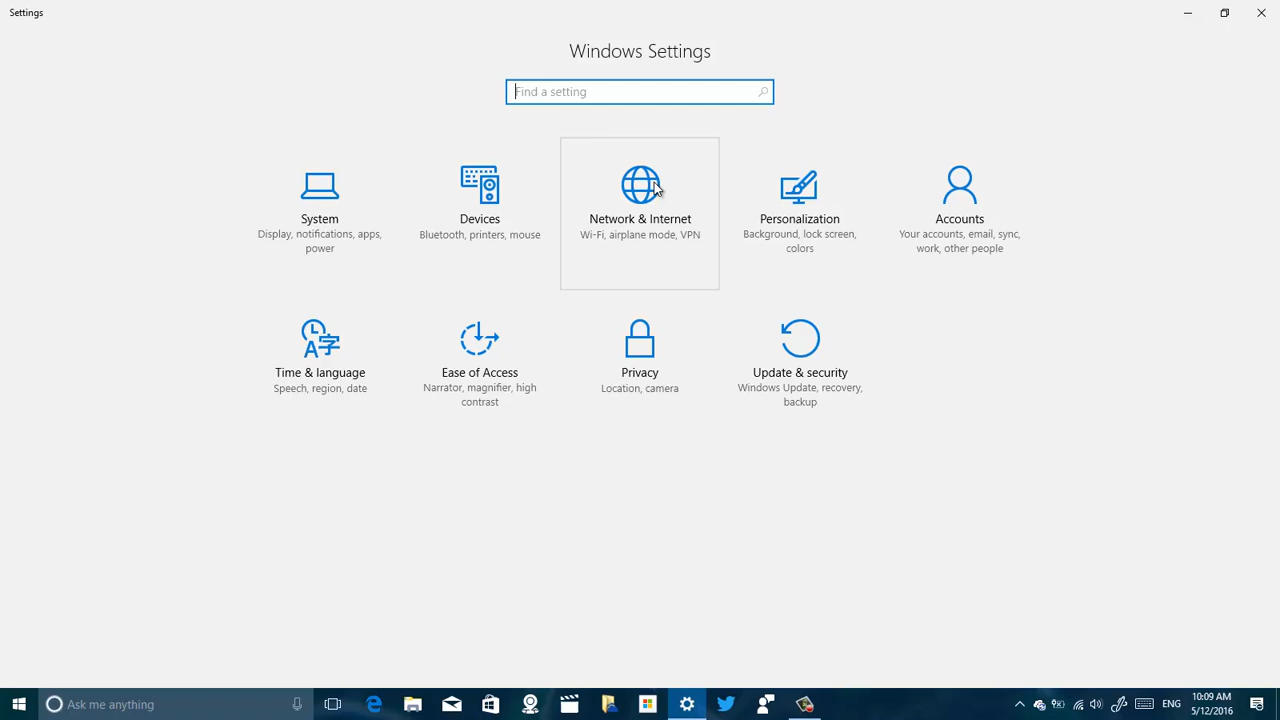 Settings
Windows Settings
Find a setting
System
Display, notifications, apps,
power
Devices
Bluetooth, printers, mouse
Network & Internet
Wi-Fi, airplane mode, VPN
Personalization
Background, lock screen,
colors
Accounts
Your accounts, email, sync,
work, other people
A字
Time & language
Speech, region, date
Ease of Access
Narrator, magnifier, high
contrast
Privacy
Location, camera
Update & security
Windows Update, recovery,
backup
Ask me anything
ENG
10:09 AM
5/12/2016